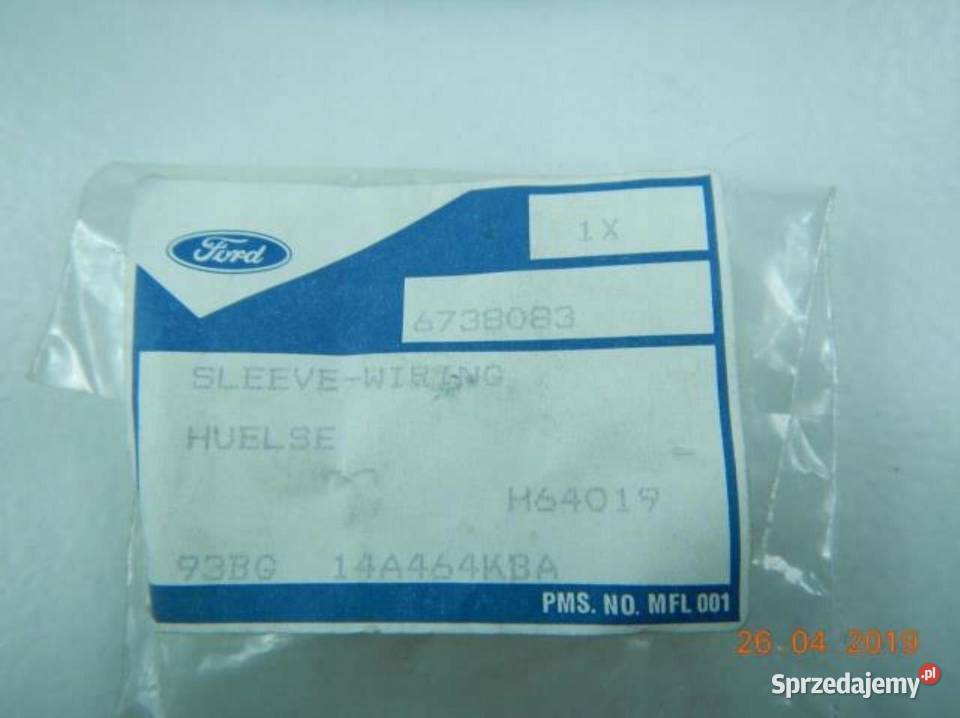 Ford
1X
6738083
SLEEVE-WIRING
HUELSE
H64019
93BG 14A464KBA
PMS. NO. MFL 001
26 04 2019
Sprzedajemy.pl